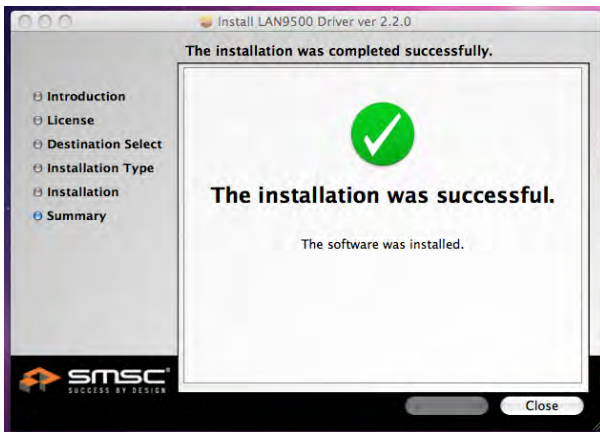 Install LAN9500 Driver ver 2.2.0
The installation was completed successfully.
Introduction
License
Destination Select
Installation Type
Installation
Summary
The installation was successful.
The software was installed.
smsc
SUCCESS BY DESIGN
Close